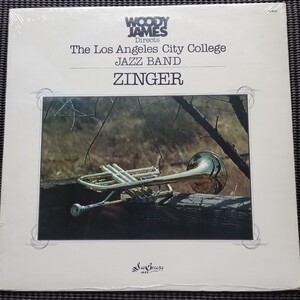 WOODY
JAMES
Directs
The Los Angeles City College
JAZZ BAND
ZINGER